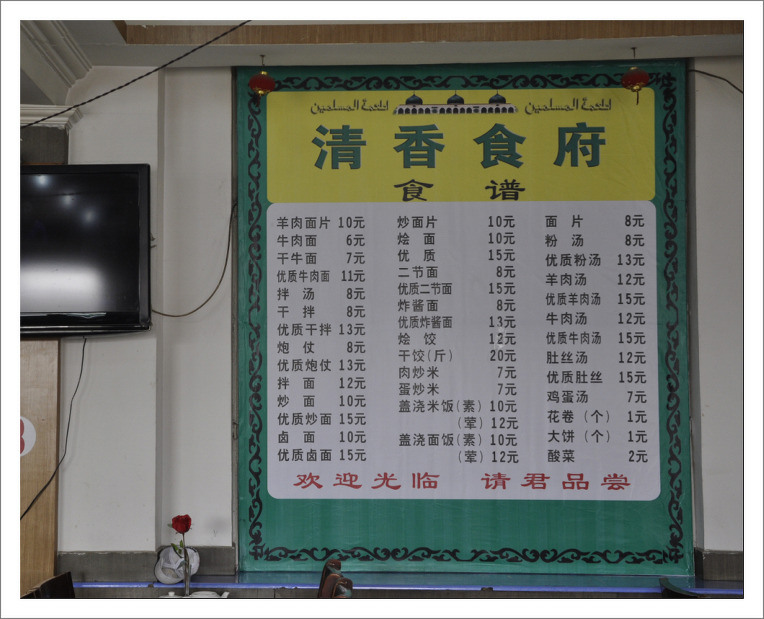 اطعمة المسلمين
اطعمة المسلمين
清香食府
食谱
羊肉面片 10元
牛肉面 6元
干牛面 7元
优质牛肉面 11元
拌汤 8元
干拌 8元
优质干拌 13元
炮仗 8元
优质炮仗 13元
拌面 12元
炒面 10元
优质炒面 15元
卤面 10元
优质卤面 15元
炒面片 10元
烩面 10元
优质 15元
二节面 8元
优质二节面 15元
炸酱面 8元
优质炸酱面 13元
烩饺 12元
干饺(斤) 20元
肉炒米 7元
蛋炒米 7元
盖浇米饭(素) 10元
(荤) 12元
盖浇面饭(素) 10元
(荤) 12元
面片 8元
粉汤 8元
优质粉汤 13元
羊肉汤 12元
优质羊肉汤 15元
牛肉汤 12元
优质牛肉汤 15元
肚丝汤 12元
优质肚丝 15元
鸡蛋汤 7元
花卷(个) 1元
大饼(个) 1元
酸菜 2元
欢迎光临 请君品尝